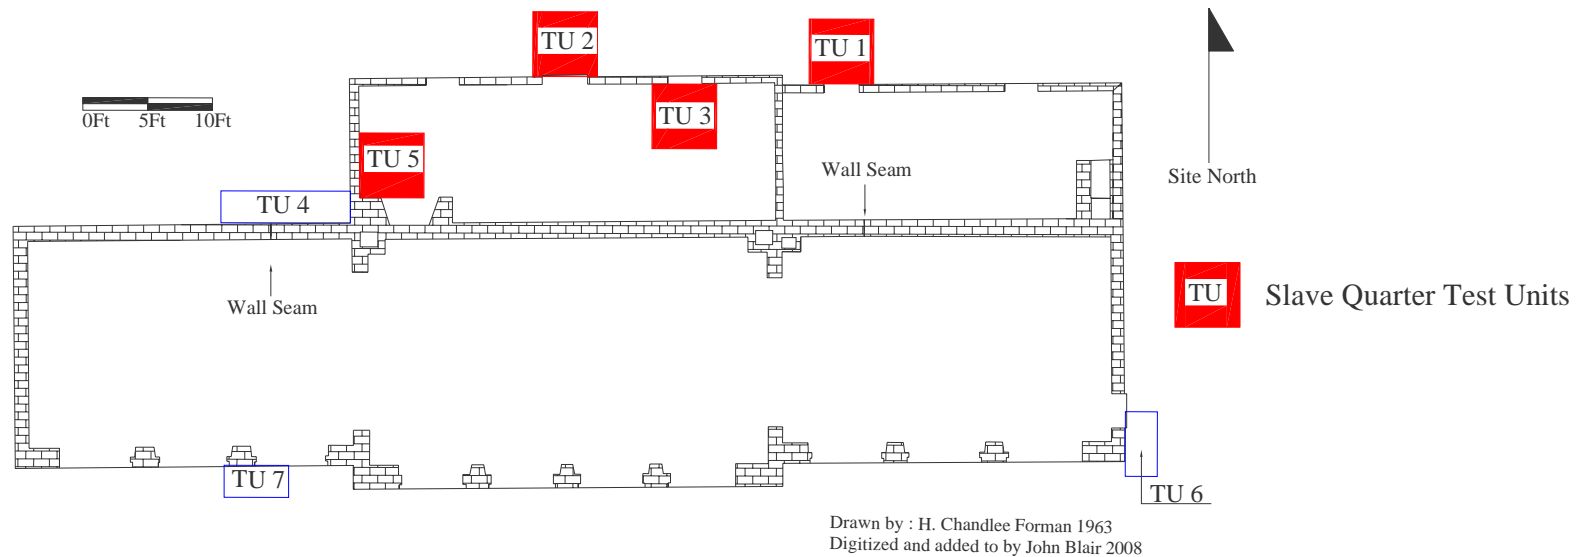 TU 2
TU 1
0Ft 5Ft 10Ft
TU 3
TU 5
Wall Seam
Site North
TU 4
Wall Seam
TU
Slave Quarter Test Units
TU 7
TU 6
Drawn by : H. Chandlee Forman 1963
Digitized and added to by John Blair 2008